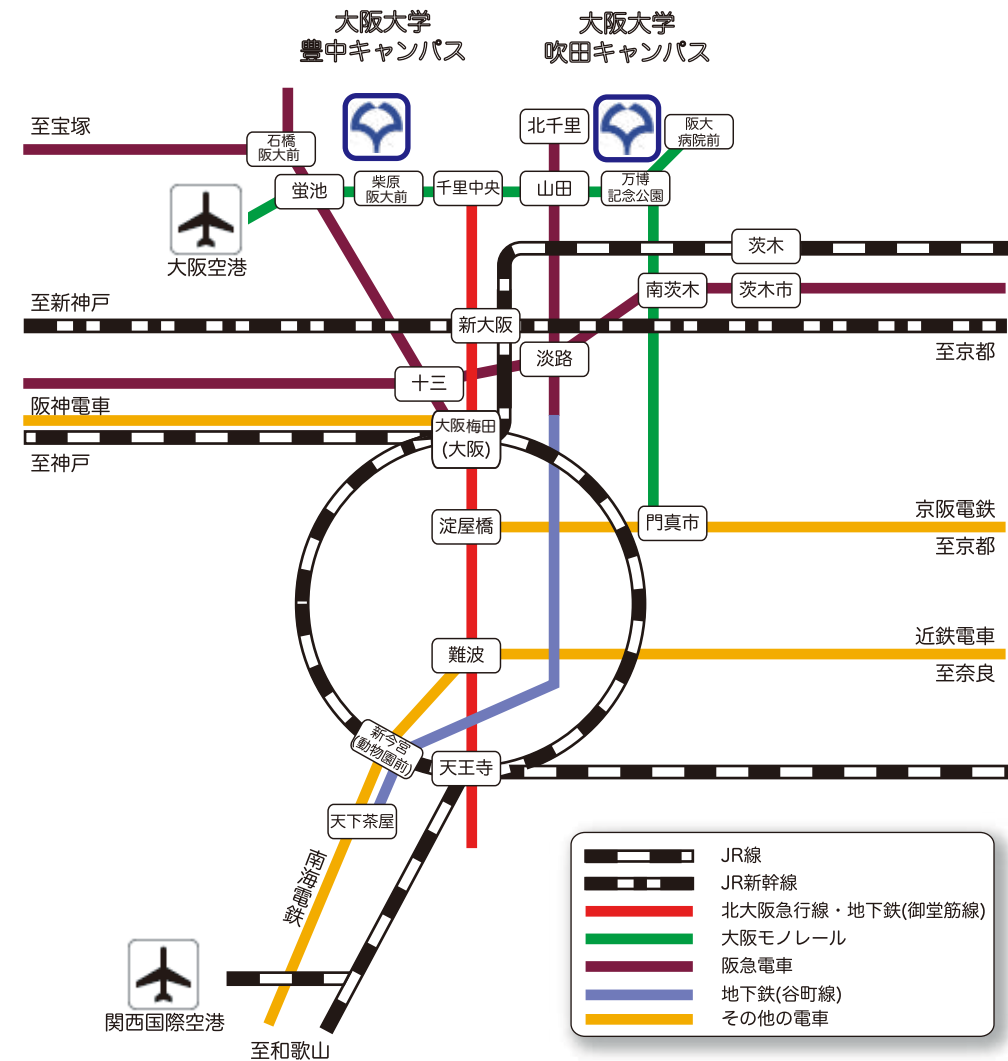 大阪大学
豊中キャンパス
大阪大学
吹田キャンパス
至宝塚
石橋
阪大前
北千里
阪大
病院前
蛍池
柴原
阪大前
千里中央
山田
万博
記念公園
大阪空港
茨木
至新神戸
南茨木
茨木市
新大阪
至京都
淡路
十三
阪神電車
大阪梅田
(大阪)
至神戸
淀屋橋
門真市
京阪電鉄
至京都
難波
近鉄電車
至奈良
新今宮
(動物園前)
天王寺
天下茶屋
南海電鉄
関西国際空港
至和歌山
JR線
JR新幹線
北大阪急行線・地下鉄(御堂筋線)
大阪モノレール
阪急電車
地下鉄(谷町線)
その他の電車